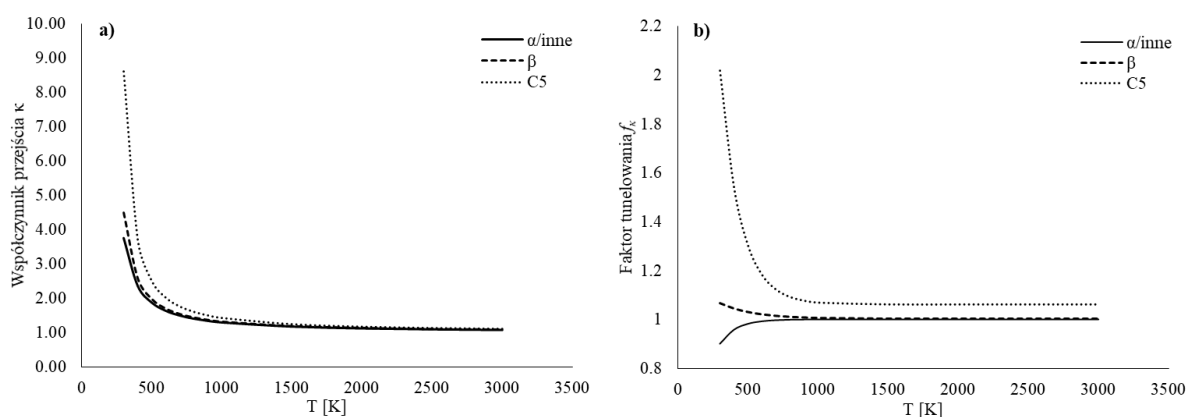 a)
10.00
9.00
8.00
7.00
6.00
5.00
4.00
3.00
2.00
1.00
0.00
Współczynnik przejścia κ
α/inne
β
C5
0 500 1000 1500 2000 2500 3000 3500
T [K]
b)
2.2
2
1.8
1.6
1.4
1.2
1
0.8
Faktor tunelowania fκ
α/inne
β
C5
0 500 1000 1500 2000 2500 3000 3500
T [K]